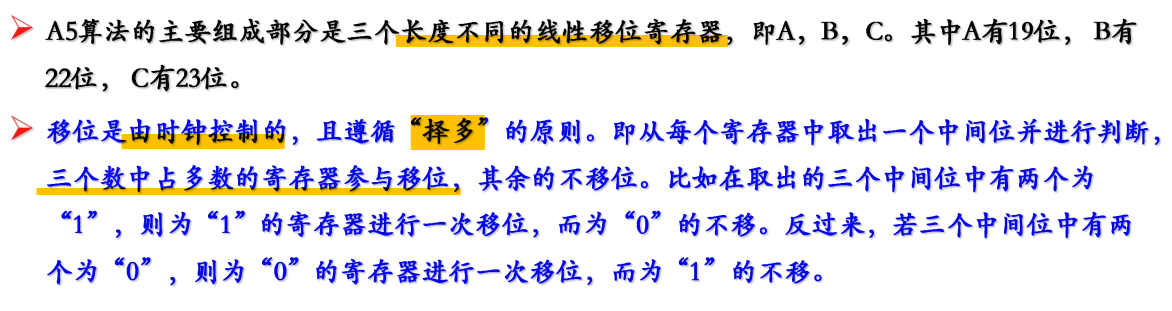 A5算法的主要组成部分是三个长度不同的线性移位寄存器，即A，B，C。其中A有19位， B有
22位， C有23位。
移位是由时钟控制的，且遵循“择多”的原则。即从每个寄存器中取出一个中间位并进行判断，
三个数中占多数的寄存器参与移位，其余的不移位。比如在取出的三个中间位中有两个为
“1”，则为“1”的寄存器进行一次移位，而为“0”的不移。反过来，若三个中间位中有两
个为“0”，则为“0”的寄存器进行一次移位，而为“1”的不移。